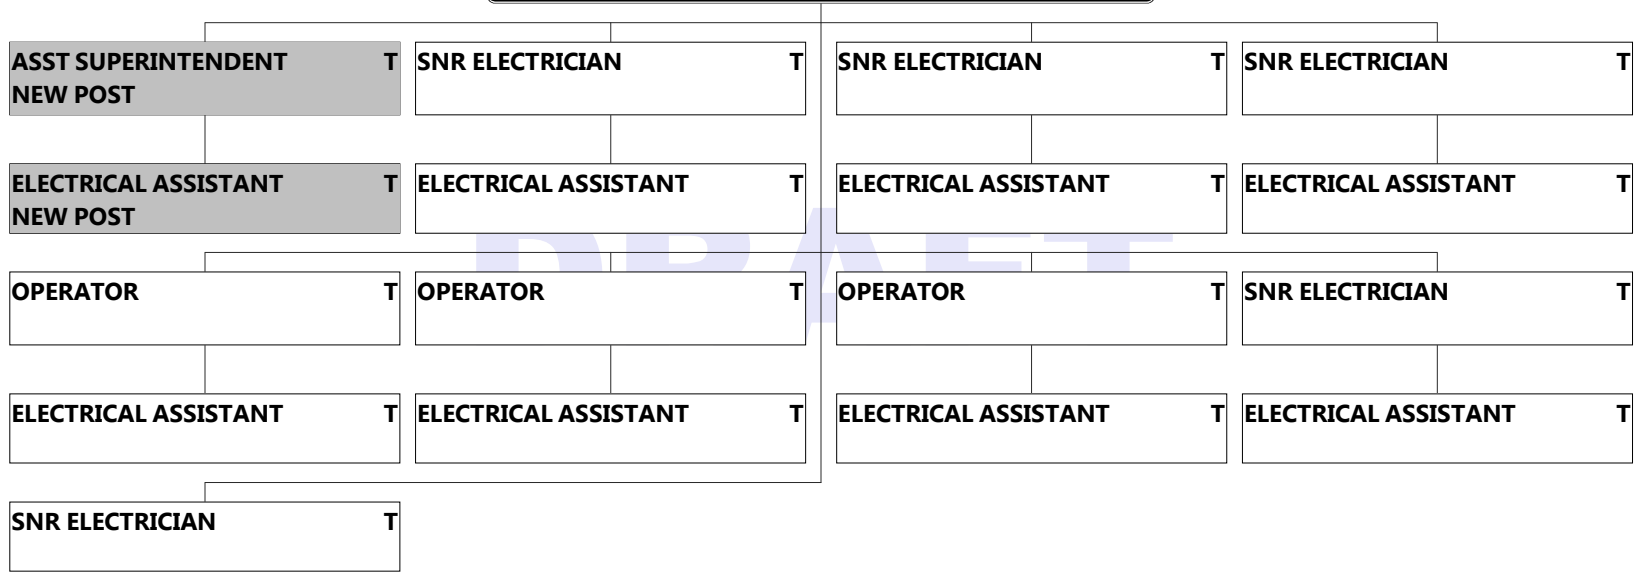 ASST SUPERINTENDENT T SNR ELECTRICIAN T SNR ELECTRICIAN T SNR ELECTRICIAN T
NEW POST
ELECTRICAL ASSISTANT T ELECTRICAL ASSISTANT T ELECTRICAL ASSISTANT T ELECTRICAL ASSISTANT T
NEW POST
DRAFT
OPERATOR T OPERATOR T OPERATOR T SNR ELECTRICIAN T
ELECTRICAL ASSISTANT T ELECTRICAL ASSISTANT T ELECTRICAL ASSISTANT T ELECTRICAL ASSISTANT T
SNR ELECTRICIAN T